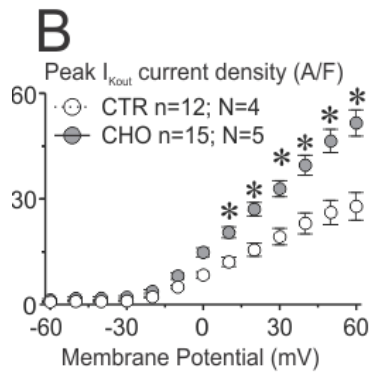 B
Peak I_Kout current density (A/F)
60
CTR n=12; N=4
CHO n=15; N=5
* * * * * *
30
0
-60 -30 0 30 60
Membrane Potential (mV)